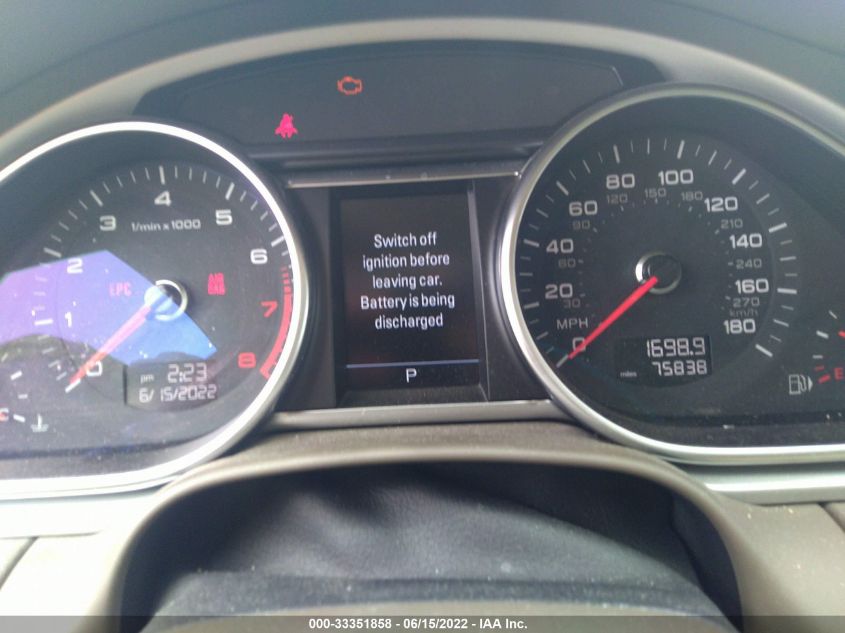 4
3
5
1/min x 1000
2
6
EPC
AIR
BAG
1
7
0
8
pm 2:23
6/15/2022
Switch off
ignition before
leaving car.
Battery is being
discharged
P
80
100
60
120
150
180
120
90
210
40
140
60
240
20
160
30
270
MPH
km/h
180
0
1698.9
miles 75838
E
000-33351858 - 06/15/2022 - IAA Inc.